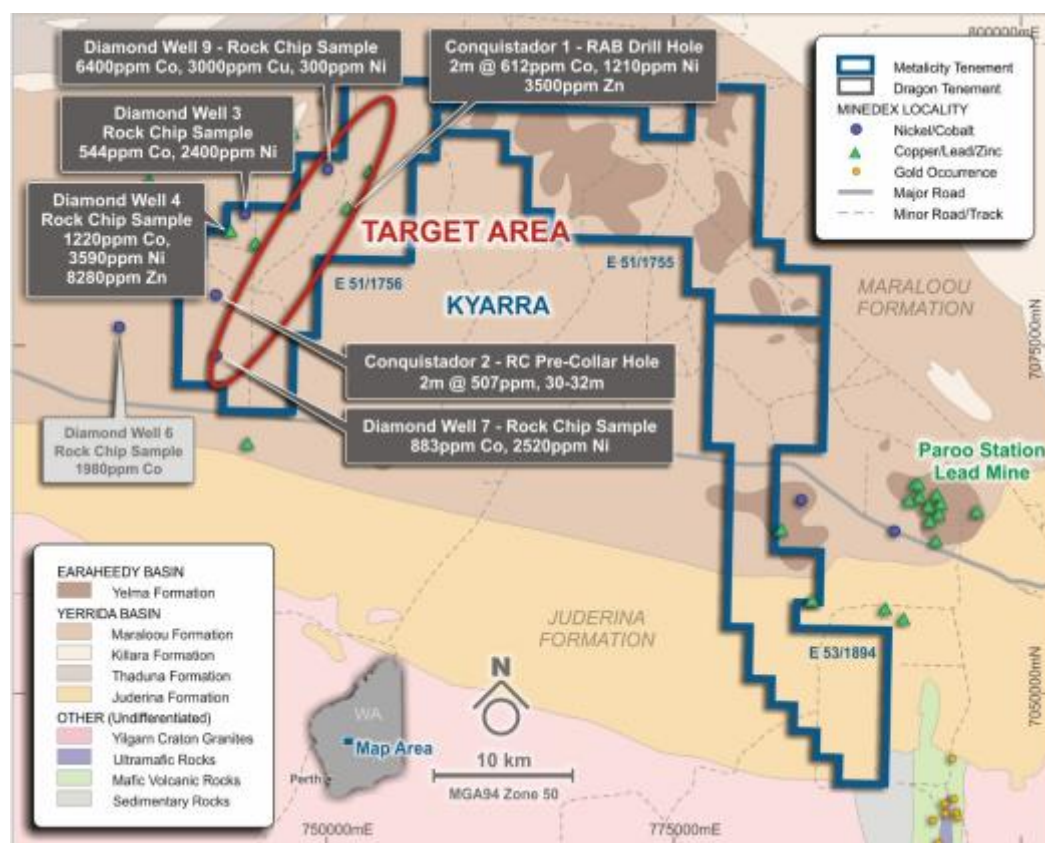 800000mE
Diamond Well 9 - Rock Chip Sample
6400ppm Co, 3000ppm Cu, 300ppm Ni
Conquistador 1 - RAB Drill Hole
2m @ 612ppm Co, 1210ppm Ni
3500ppm Zn
Metalicity Tenement
Dragon Tenement
MINEDEX LOCALITY
Nickel/Cobalt
Copper/Lead/Zinc
Gold Occurrence
Major Road
Minor Road/Track
Diamond Well 3
Rock Chip Sample
544ppm Co, 2400ppm Ni
Diamond Well 4
Rock Chip Sample
1220ppm Co,
3590ppm Ni
8280ppm Zn
TARGET AREA
E 51/1756
E 51/1755
KYARRA
MARALOOU
FORMATION
7075000mN
Conquistador 2 - RC Pre-Collar Hole
2m @ 507ppm, 30-32m
Diamond Well 7 - Rock Chip Sample
883ppm Co, 2520ppm Ni
Diamond Well 6
Rock Chip Sample
1980ppm Co
Paroo Station
Lead Mine
EARAHEEDY BASIN
Yelma Formation
YERRIDA BASIN
Maraloou Formation
Killara Formation
Thaduna Formation
Juderina Formation
OTHER (Undifferentiated)
Yilgarn Craton Granites
Ultramafic Rocks
Mafic Volcanic Rocks
Sedimentary Rocks
JUDERINA
FORMATION
E 53/1894
7050000mN
WA
Map Area
Perth
N
10 km
MGA94 Zone 50
750000mE
775000mE